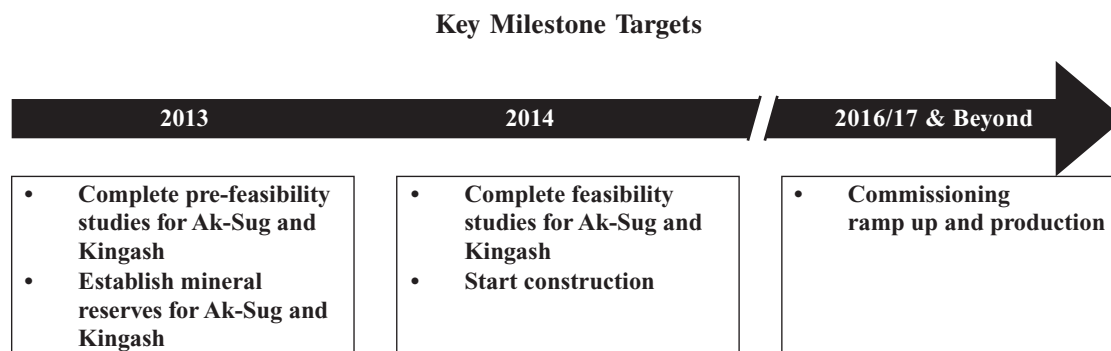 Key Milestone Targets
2013
2014
2016/17 & Beyond
• Complete pre-feasibility
studies for Ak-Sug and
Kingash
• Establish mineral
reserves for Ak-Sug and
Kingash
• Complete feasibility
studies for Ak-Sug and
Kingash
• Start construction
• Commissioning
ramp up and production